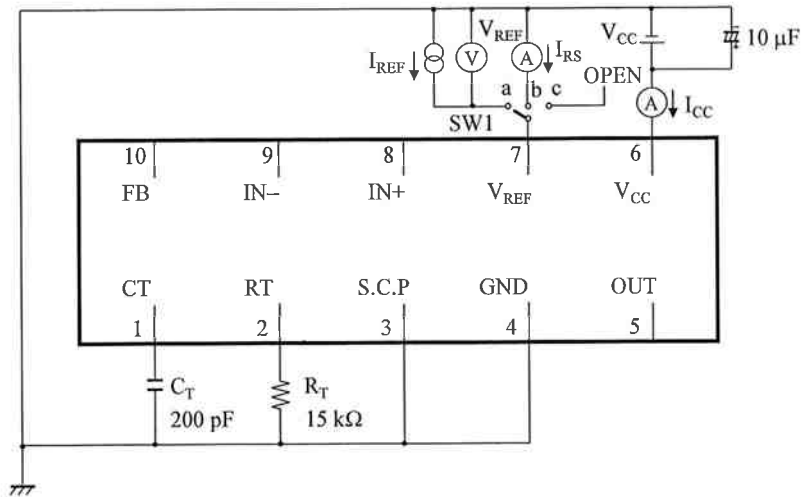 V_REF
V_CC
10 μF
I_REF
V
A
I_RS
a
b
c
OPEN
A
I_CC
SW1
10
9
8
7
6
FB
IN−
IN+
V_REF
V_CC
CT
RT
S.C.P
GND
OUT
1
2
3
4
5
C_T
200 pF
R_T
15 kΩ